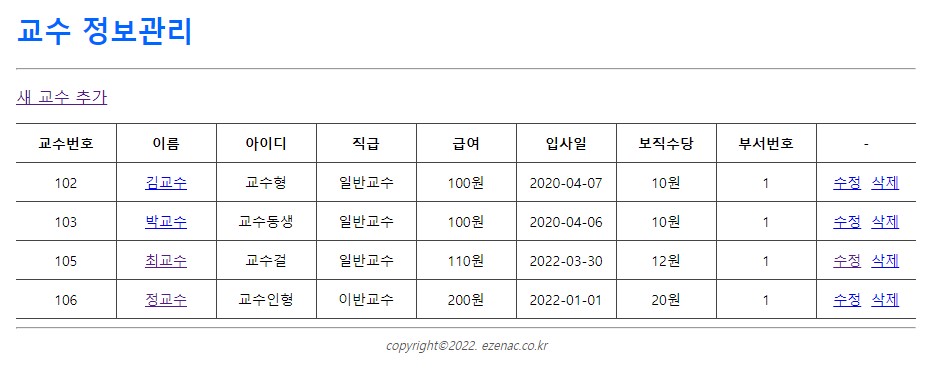 교수 정보관리
새 교수 추가
교수번호 이름 아이디 직급 급여 입사일 보직수당 부서번호 -
102 김교수 교수형 일반교수 100원 2020-04-07 10원 1 수정 삭제
103 박교수 교수동생 일반교수 100원 2020-04-06 10원 1 수정 삭제
105 최교수 교수걸 일반교수 110원 2022-03-30 12원 1 수정 삭제
106 정교수 교수인형 이반교수 200원 2022-01-01 20원 1 수정 삭제
copyright©2022. ezenac.co.kr